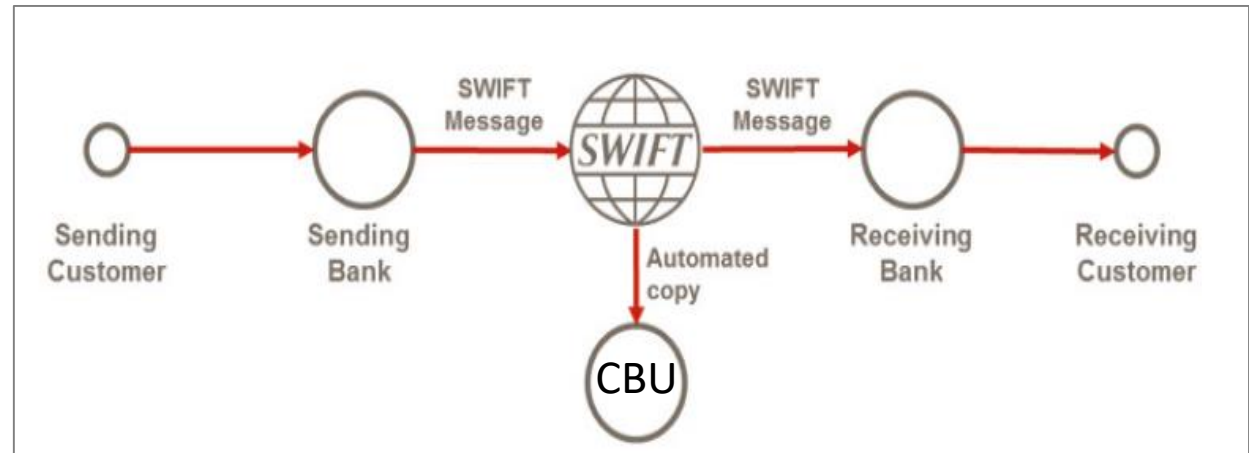 SWIFT
Message
SWIFT
Message
SWIFT
Sending
Customer
Sending
Bank
Receiving
Bank
Receiving
Customer
Automated
copy
CBU